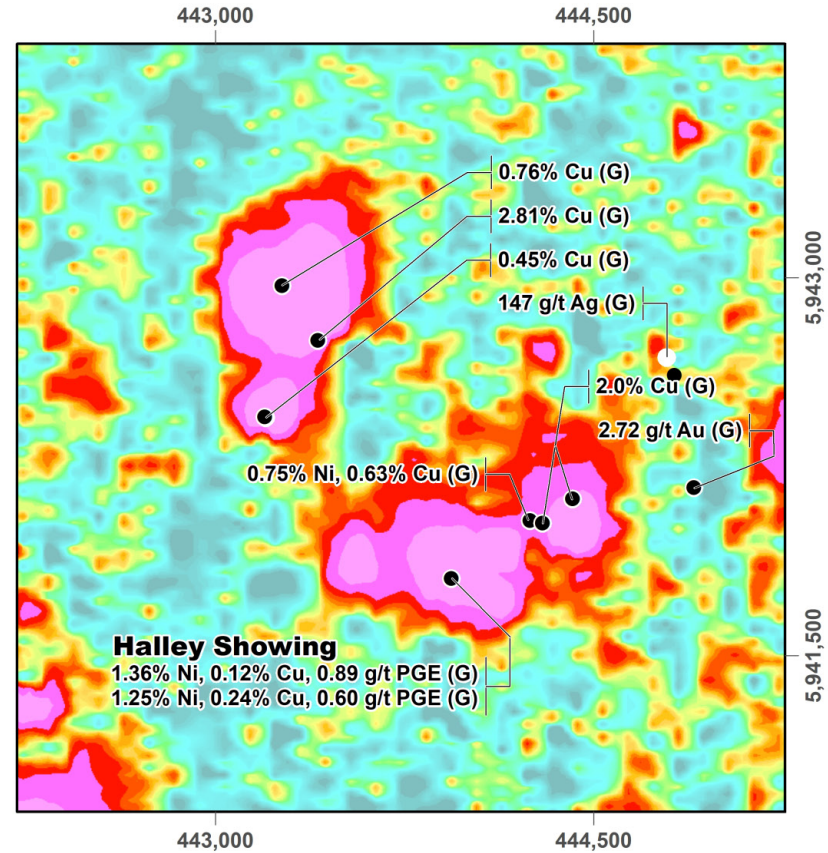 443,000
444,500
0.76% Cu (G)
2.81% Cu (G)
0.45% Cu (G)
5,943,000
147 g/t Ag (G)
2.0% Cu (G)
2.72 g/t Au (G)
0.75% Ni, 0.63% Cu (G)
Halley Showing
1.36% Ni, 0.12% Cu, 0.89 g/t PGE (G)
1.25% Ni, 0.24% Cu, 0.60 g/t PGE (G)
5,941,500
443,000
444,500